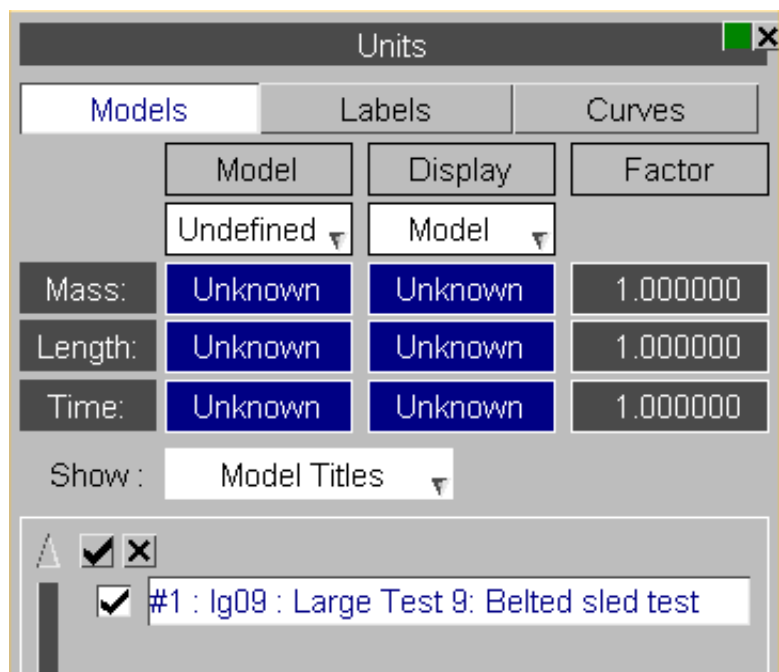 Units
Models Labels Curves
Model Display Factor
Undefined Model
Mass: Unknown Unknown 1.000000
Length: Unknown Unknown 1.000000
Time: Unknown Unknown 1.000000
Show : Model Titles
#1 : lg09 : Large Test 9: Belted sled test